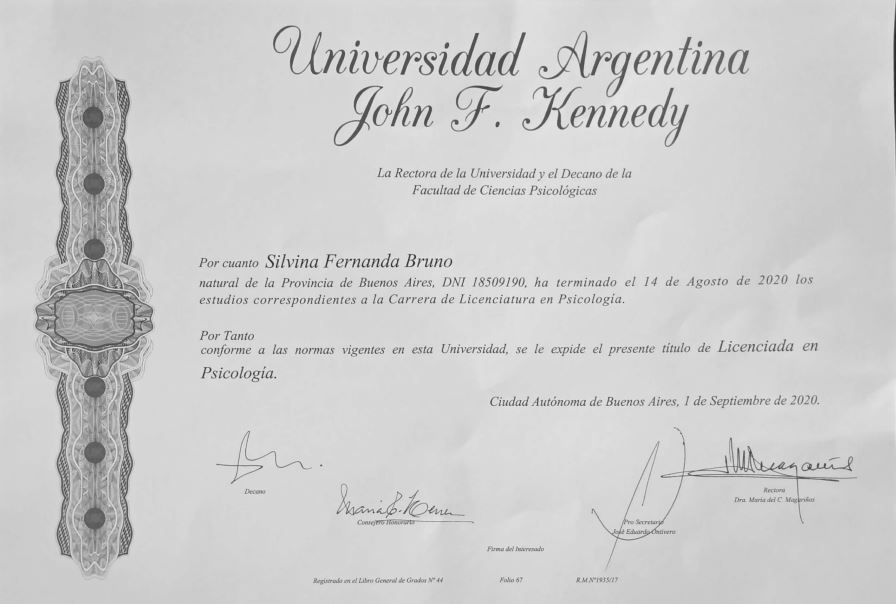 Universidad Argentina
John F. Kennedy
La Rectora de la Universidad y el Decano de la
Facultad de Ciencias Psicológicas
Por cuanto Silvina Fernanda Bruno
natural de la Provincia de Buenos Aires, DNI 18509190, ha terminado el 14 de Agosto de 2020 los
estudios correspondientes a la Carrera de Licenciatura en Psicología.
Por Tanto
conforme a las normas vigentes en esta Universidad, se le expide el presente título de Licenciada en
Psicología.
Ciudad Autónoma de Buenos Aires, 1 de Septiembre de 2020.
Decano
Consejero Honorario
Pro Secretario
José Eduardo Ontivero
Rectora
Dra. María del C. Magariños
Firma del Interesado
Registrado en el Libro General de Grados Nº 44 Folio 67 R.M Nº1935/17